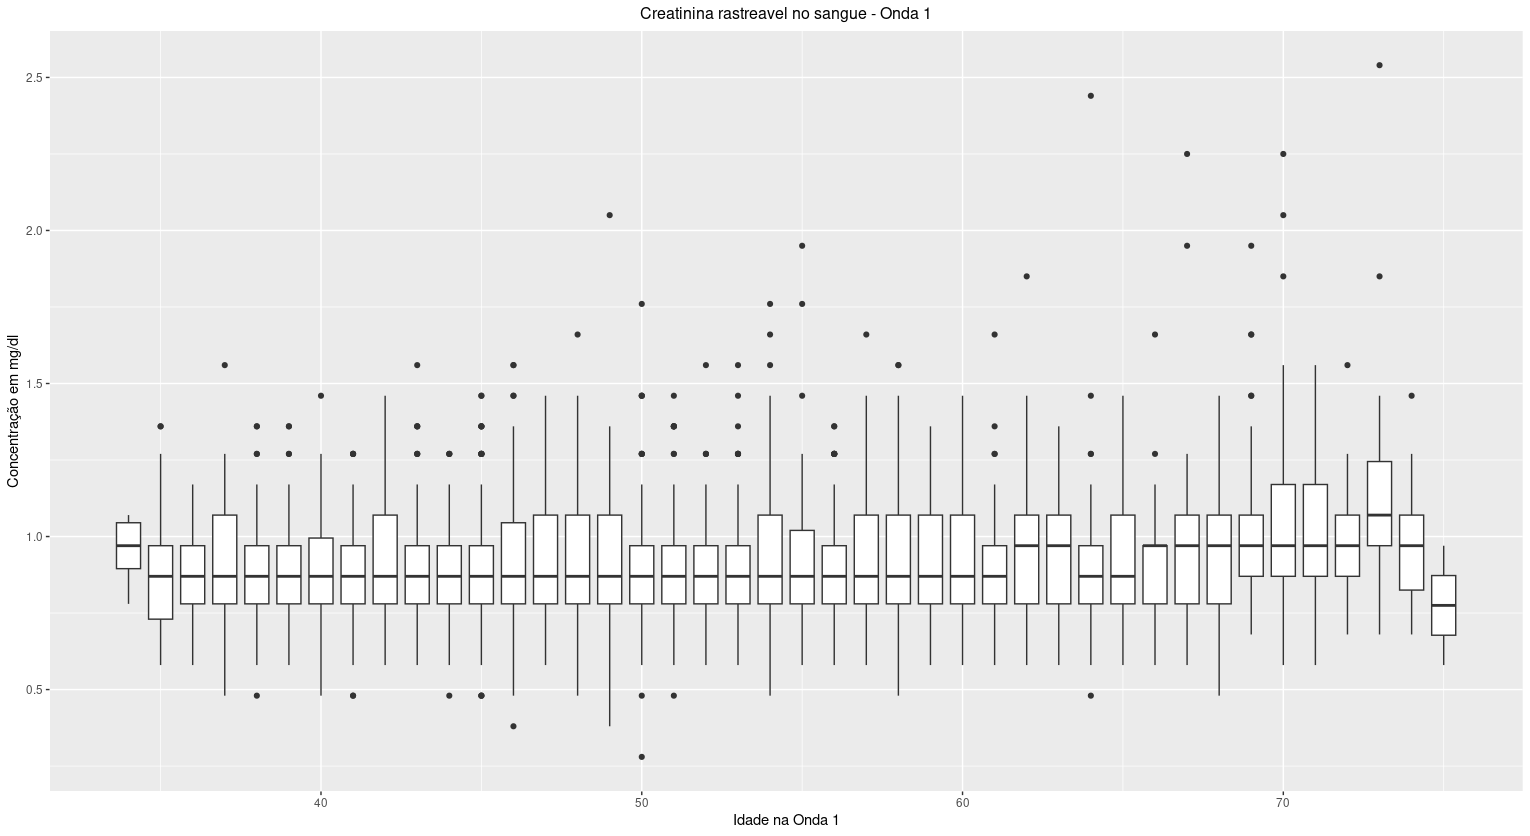 Creatinina rastreavel no sangue - Onda 1
Concentração em mg/dl
2.5
2.0
1.5
1.0
0.5
40 50 60 70
Idade na Onda 1